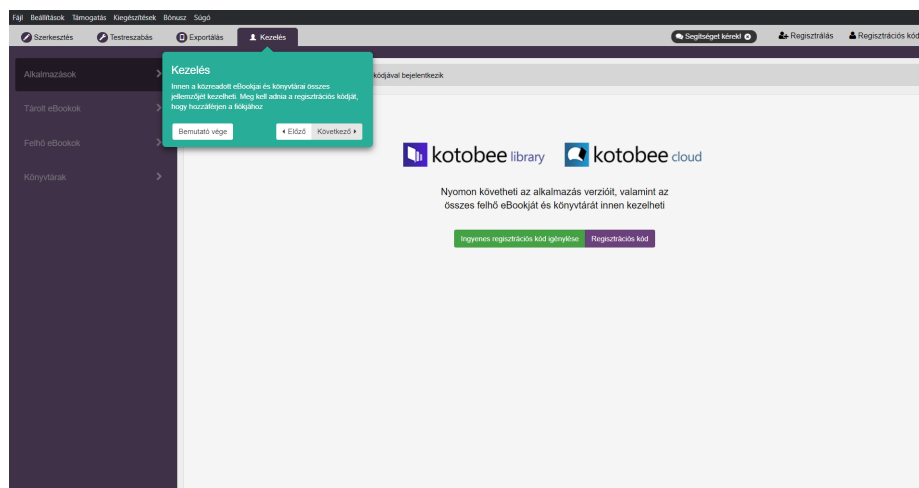 Fájl Beállítások Támogatás Kiegészítések Bónusz Súgó
Szerkesztés Testreszabás Exportálás Kezelés Segítséget kérek! Regisztrálás Regisztrációs kód
Alkalmazások
Tárolt eBookok
Felhő eBookok
Könyvtárak
Kezelés
Innen a közreadott eBookjai és könyvtárai összes
jellemzőjét kezelheti. Meg kell adnia a regisztrációs kódját,
hogy hozzáférjen a fiókjához
Bemutató vége Előző Következő
kódjával bejelentkezik
kotobee library kotobee cloud
Nyomon követheti az alkalmazás verzióit, valamint az
összes felhő eBookját és könyvtárát innen kezelheti
Ingyenes regisztrációs kód igénylése Regisztrációs kód